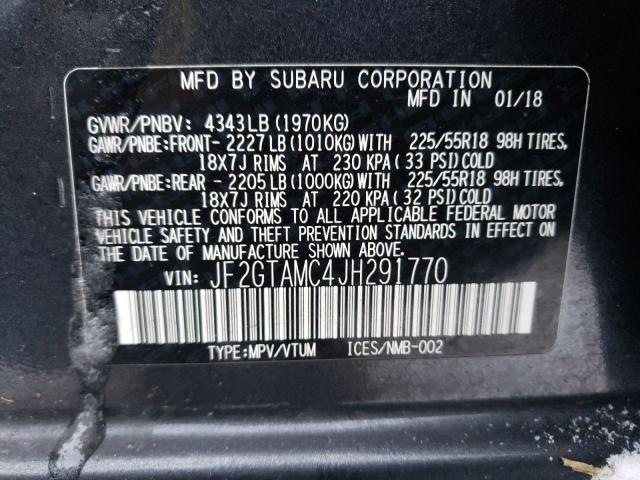 MFD BY SUBARU CORPORATION
MFD IN 01/18
GVWR/PNBV: 4343LB(1970KG)
GAWR/PNBE:FRONT- 2227LB(1010KG)WITH 225/55R18 98H TIRES,
18X7J RIMS AT 230 KPA(33 PSI)COLD
GAWR/PNBE:REAR - 2205LB(1000KG)WITH 225/55R18 98H TIRES,
18X7J RIMS AT 220 KPA(32 PSI)COLD
THIS VEHICLE CONFORMS TO ALL APPLICABLE FEDERAL MOTOR
VEHICLE SAFETY AND THEFT PREVENTION STANDARDS IN EFFECT ON
THE DATE OF MANUFACTURE SHOWN ABOVE.
VIN: JF2GTAMC4JH291770
TYPE:MPV/VTUM ICES/NMB-002